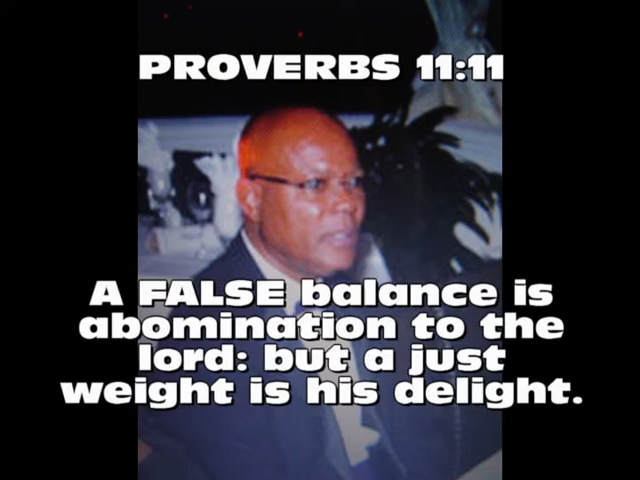 PROVERBS 11:11
A FALSE balance is
abomination to the
lord: but a just
weight is his delight.